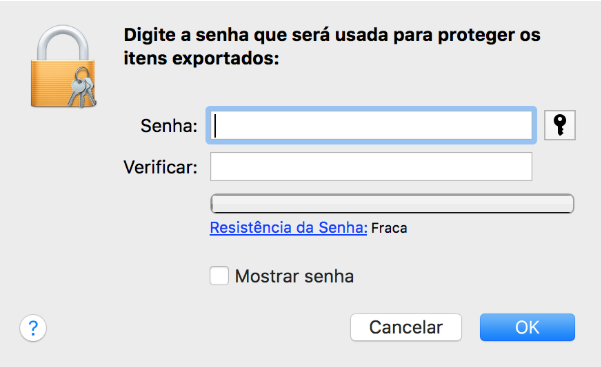 Digite a senha que será usada para proteger os
itens exportados:
Senha:
Verificar:
Resistência da Senha: Fraca
Mostrar senha
? Cancelar OK